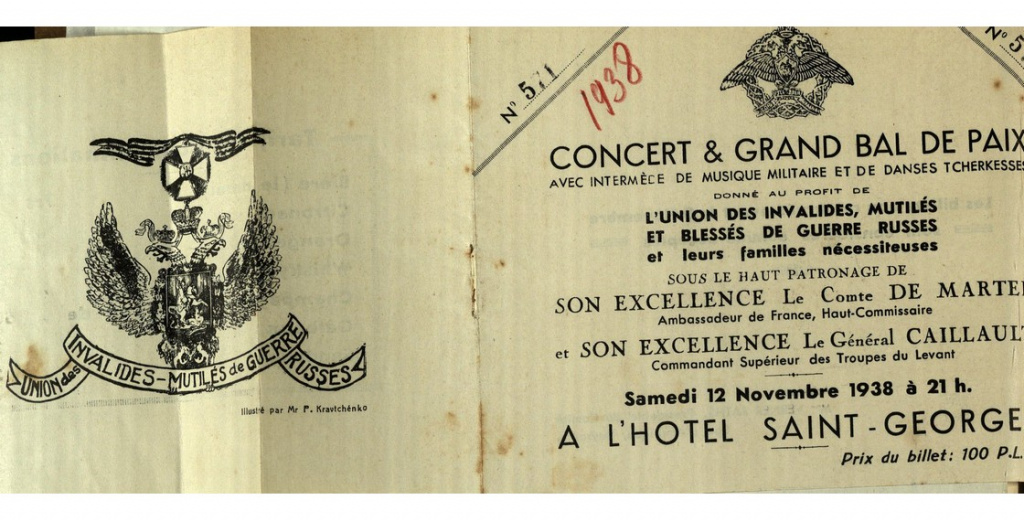 UNION des INVALIDES - MUTILÉS de GUERRE RUSSES
Illustré par Mr P. Kravtchénko
N° 571
1938
N° 5
CONCERT & GRAND BAL DE PAIX
AVEC INTERMÈCE DE MUSIQUE MILITAIRE ET DE DANSES TCHERKESSES
DONNÉ AU PROFIT DE
L'UNION DES INVALIDES, MUTILÉS
ET BLESSÉS DE GUERRE RUSSES
et leurs familles nécessiteuses
SOUS LE HAUT PATRONAGE DE
SON EXCELLENCE Le Comte DE MARTEL
Ambassadeur de France, Haut-Commissaire
et SON EXCELLENCE Le Général CAILLAULT
Commandant Supérieur des Troupes du Levant
Samedi 12 Novembre 1938 à 21 h.
A L'HOTEL SAINT-GEORGE
Prix du billet: 100 P.L.